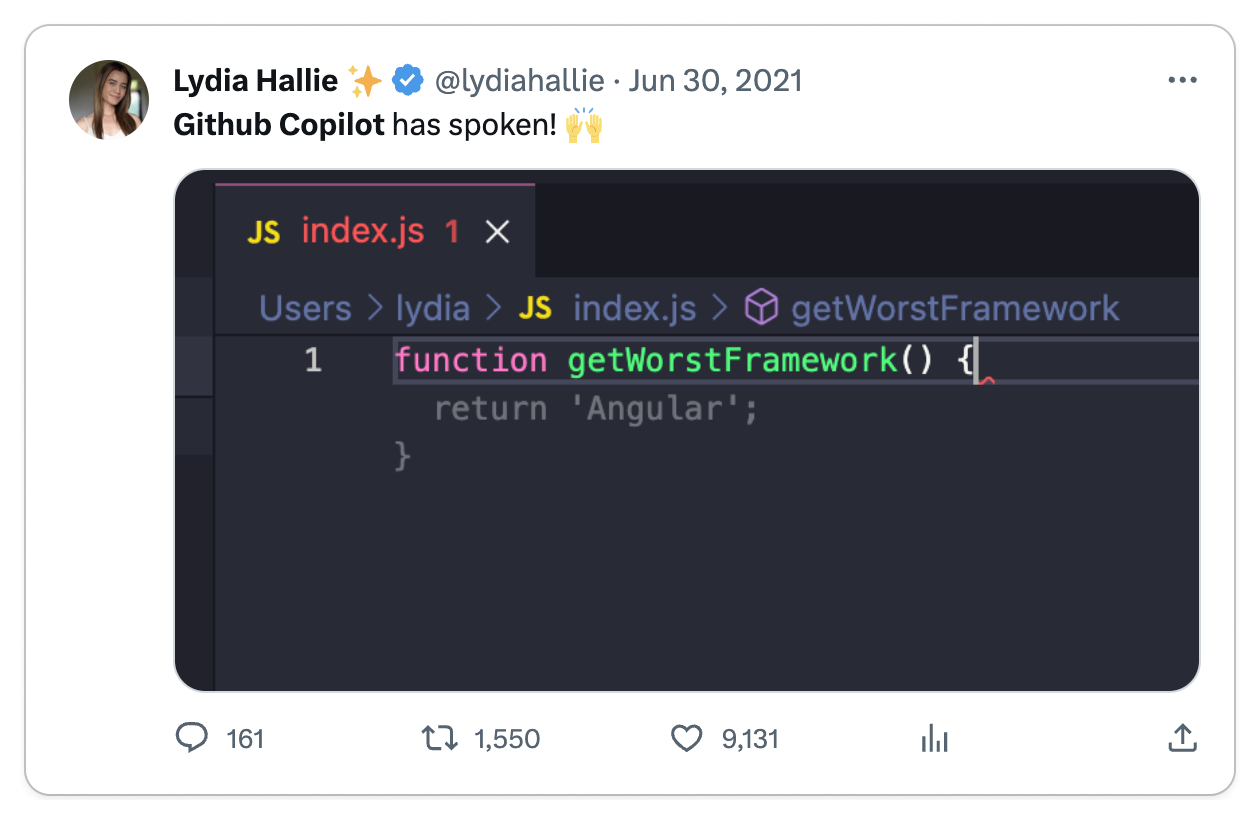 Lydia Hallie ✨ @lydiahallie · Jun 30, 2021
Github Copilot has spoken! 🙌
JS index.js 1 ×
Users > lydia > JS index.js > getWorstFramework
1 function getWorstFramework() {
return 'Angular';
}
161 1,550 9,131